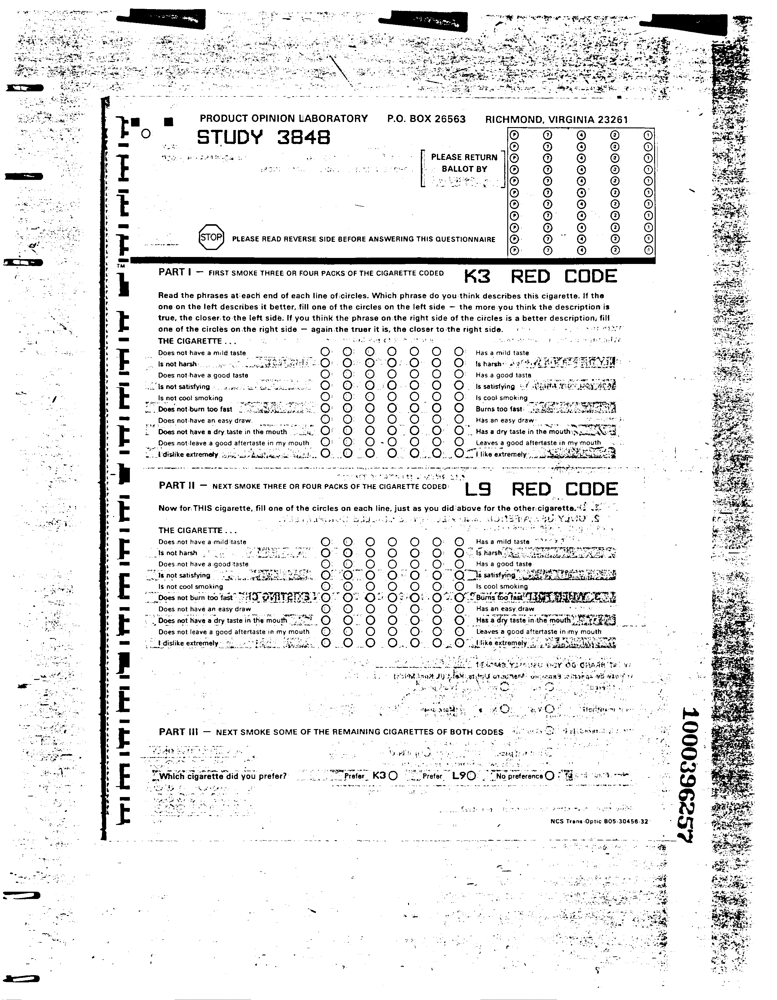 PRODUCT OPINION LABORATORY P.O. BOX 26563 RICHMOND, VIRGINIA 23261
STUDY 3848
PLEASE RETURN
BALLOT BY
STOP PLEASE READ REVERSE SIDE BEFORE ANSWERING THIS QUESTIONNAIRE
PART I — FIRST SMOKE THREE OR FOUR PACKS OF THE CIGARETTE CODED K3 RED CODE
Read the phrases at each end of each line of circles. Which phrase do you think describes this cigarette. If the
one on the left describes it better, fill one of the circles on the left side — the more you think the description is
true, the closer to the left side. If you think the phrase on the right side of the circles is a better description, fill
one of the circles on the right side — again the truer it is, the closer to the right side.
THE CIGARETTE . . .
Does not have a mild taste Has a mild taste
Is not harsh Is harsh
Does not have a good taste Has a good taste
Is not satisfying Is satisfying
Is not cool smoking Is cool smoking
Does not burn too fast Burns too fast
Does not have an easy draw Has an easy draw
Does not have a dry taste in the mouth Has a dry taste in the mouth
Does not leave a good aftertaste in my mouth Leaves a good aftertaste in my mouth
I dislike extremely I like extremely
PART II — NEXT SMOKE THREE OR FOUR PACKS OF THE CIGARETTE CODED L9 RED CODE
Now for THIS cigarette, fill one of the circles on each line, just as you did above for the other cigarette.
THE CIGARETTE . . .
Does not have a mild taste Has a mild taste
Is not harsh Is harsh
Does not have a good taste Has a good taste
Is not satisfying Is satisfying
Is not cool smoking Is cool smoking
Does not burn too fast Burns too fast
Does not have an easy draw Has an easy draw
Does not have a dry taste in the mouth Has a dry taste in the mouth
Does not leave a good aftertaste in my mouth Leaves a good aftertaste in my mouth
I dislike extremely I like extremely
PART III — NEXT SMOKE SOME OF THE REMAINING CIGARETTES OF BOTH CODES
Which cigarette did you prefer? Prefer K3 Prefer L9 No preference
NCS Trans-Optic B05-30456-32
10003396257